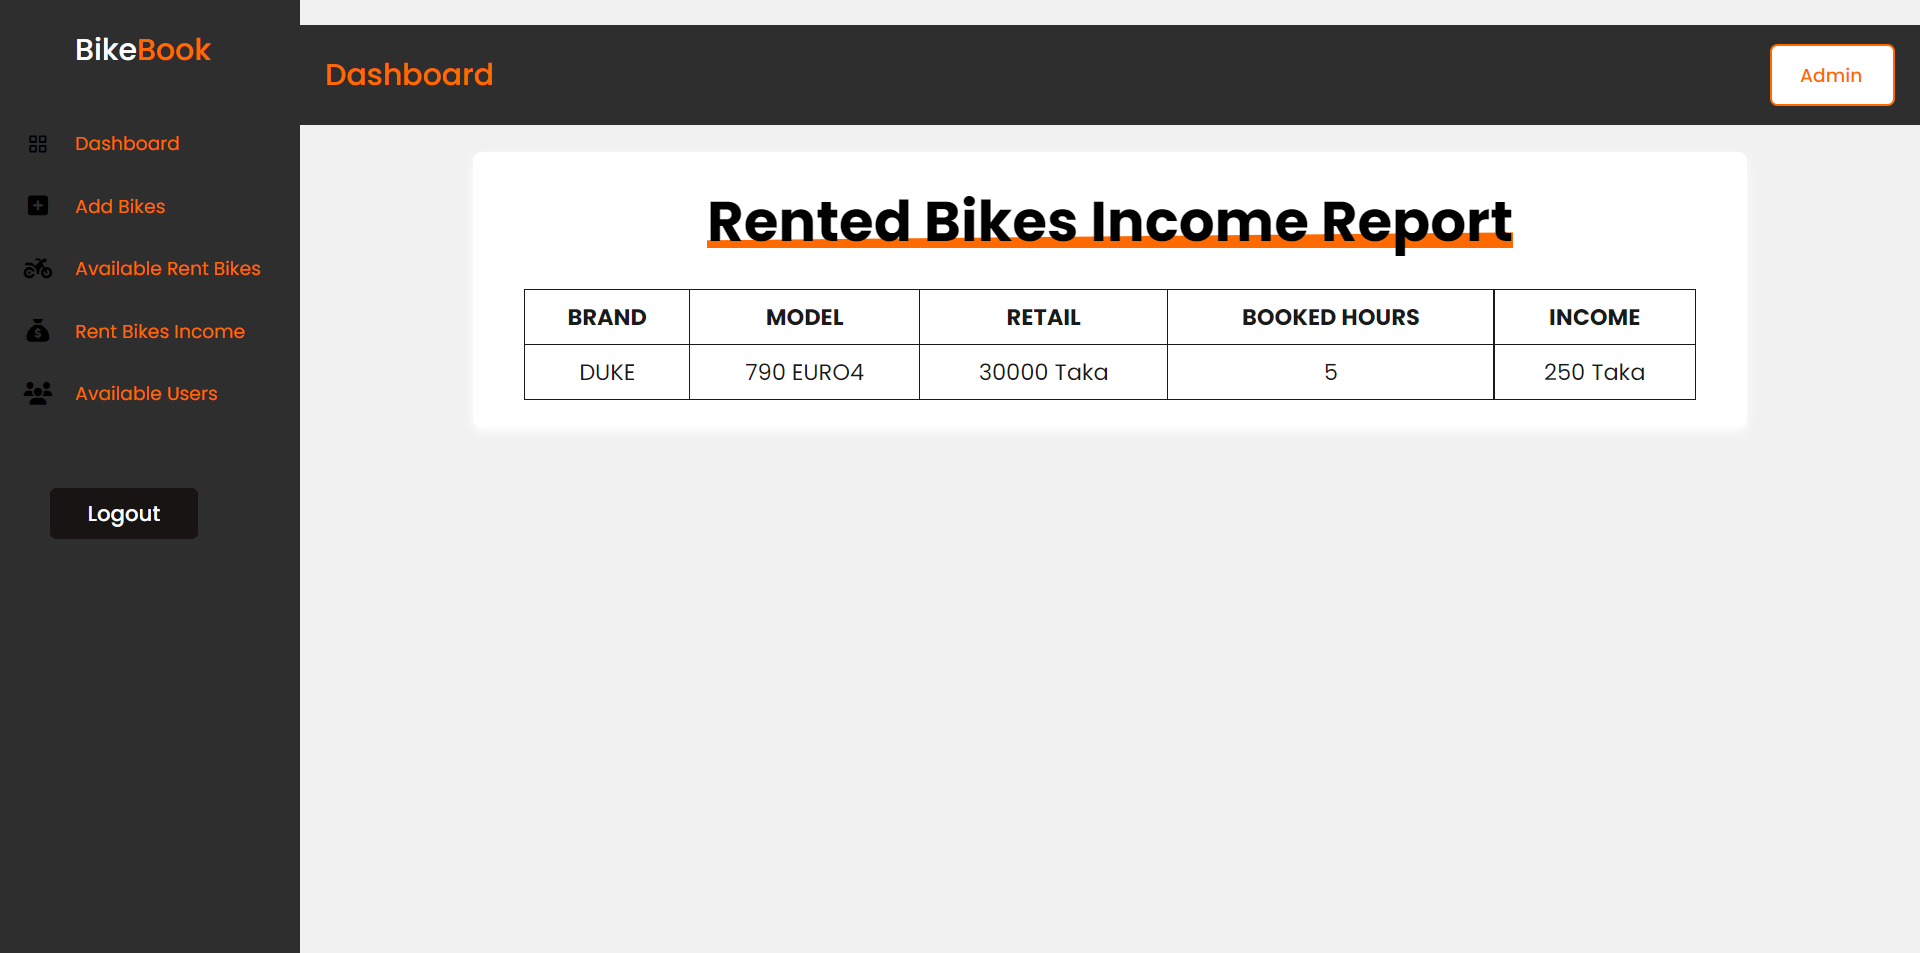 BikeBook
Dashboard
Add Bikes
Available Rent Bikes
Rent Bikes Income
Available Users
Logout
Dashboard
Admin
Rented Bikes Income Report
BRAND MODEL RETAIL BOOKED HOURS INCOME
DUKE 790 EURO4 30000 Taka 5 250 Taka